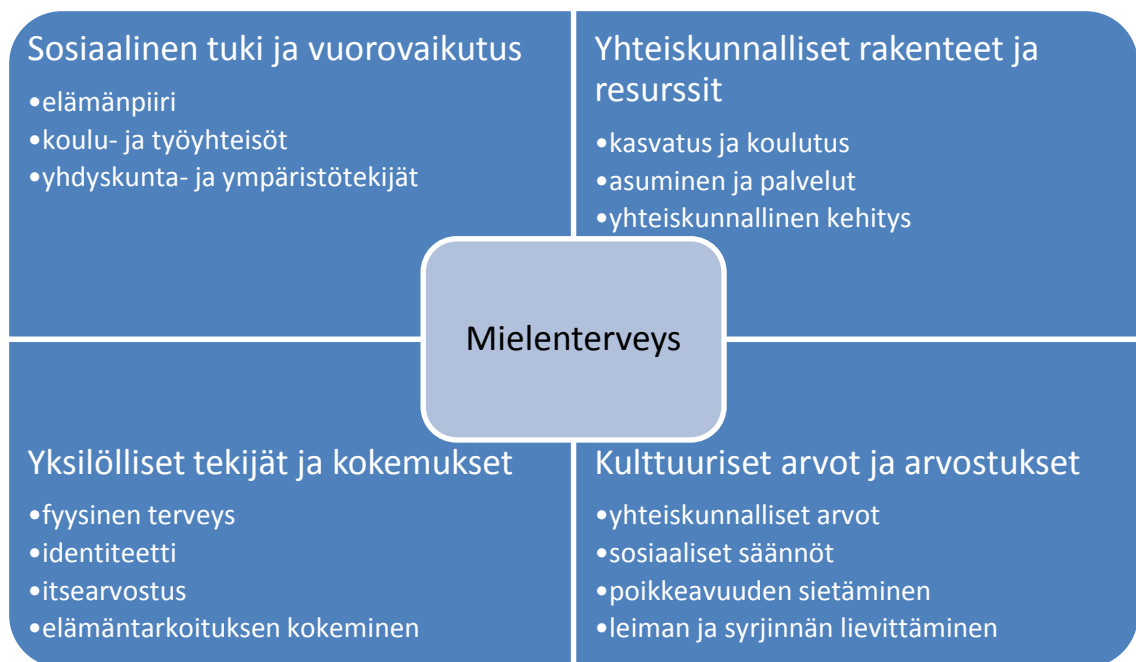 Sosiaalinen tuki ja vuorovaikutus
•elämänpiiri
•koulu- ja työyhteisöt
•yhdyskunta- ja ympäristötekijät
Yhteiskunnalliset rakenteet ja
resurssit
•kasvatus ja koulutus
•asuminen ja palvelut
•yhteiskunnallinen kehitys
Mielenterveys
Yksilölliset tekijät ja kokemukset
•fyysinen terveys
•identiteetti
•itsearvostus
•elämäntarkoituksen kokeminen
Kulttuuriset arvot ja arvostukset
•yhteiskunnalliset arvot
•sosiaaliset säännöt
•poikkeavuuden sietäminen
•leiman ja syrjinnän lievittäminen